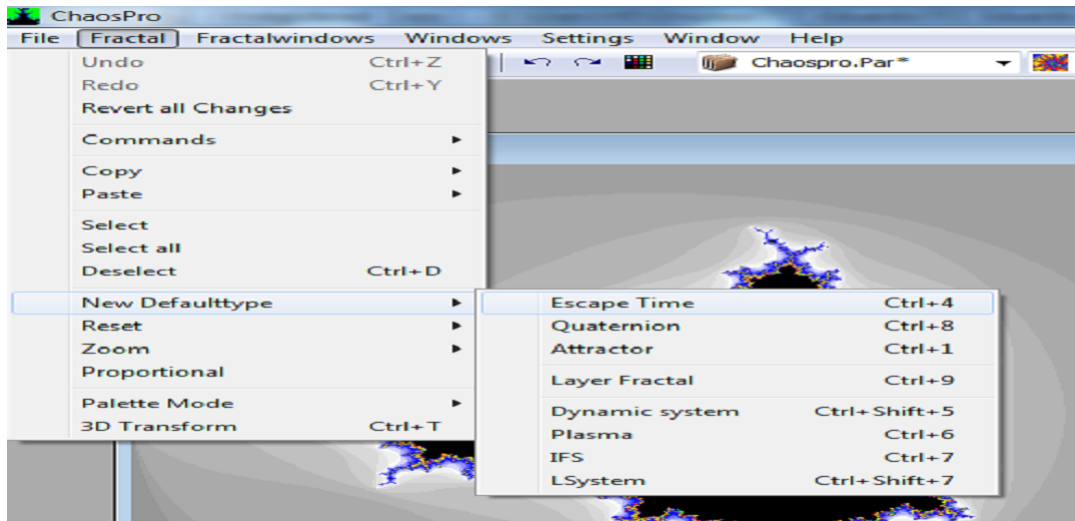 ChaosPro
File Fractal Fractalwindows Windows Settings Window Help
Chaospro.Par*
Undo Ctrl+Z
Redo Ctrl+Y
Revert all Changes
Commands
Copy
Paste
Select
Select all
Deselect Ctrl+D
New Defaulttype
Reset
Zoom
Proportional
Palette Mode
3D Transform Ctrl+T
Escape Time Ctrl+4
Quaternion Ctrl+8
Attractor Ctrl+1
Layer Fractal Ctrl+9
Dynamic system Ctrl+Shift+5
Plasma Ctrl+6
IFS Ctrl+7
LSystem Ctrl+Shift+7